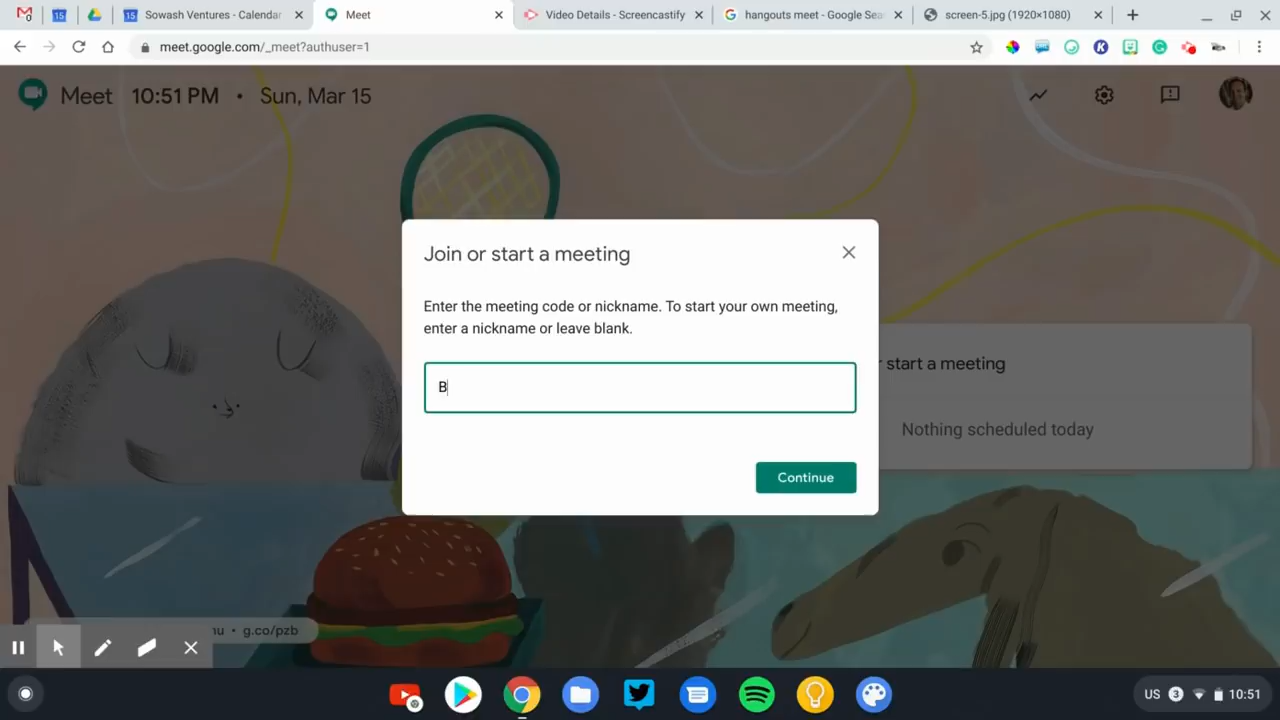 Sowash Ventures - Calendar
Meet
Video Details - Screencastify
hangouts meet - Google Sea
screen-5.jpg (1920×1080)
meet.google.com/_meet?authuser=1
Meet 10:51 PM • Sun, Mar 15
Join or start a meeting
Enter the meeting code or nickname. To start your own meeting,
enter a nickname or leave blank.
B
Continue
start a meeting
Nothing scheduled today
nu • g.co/pzb
US 3 10:51